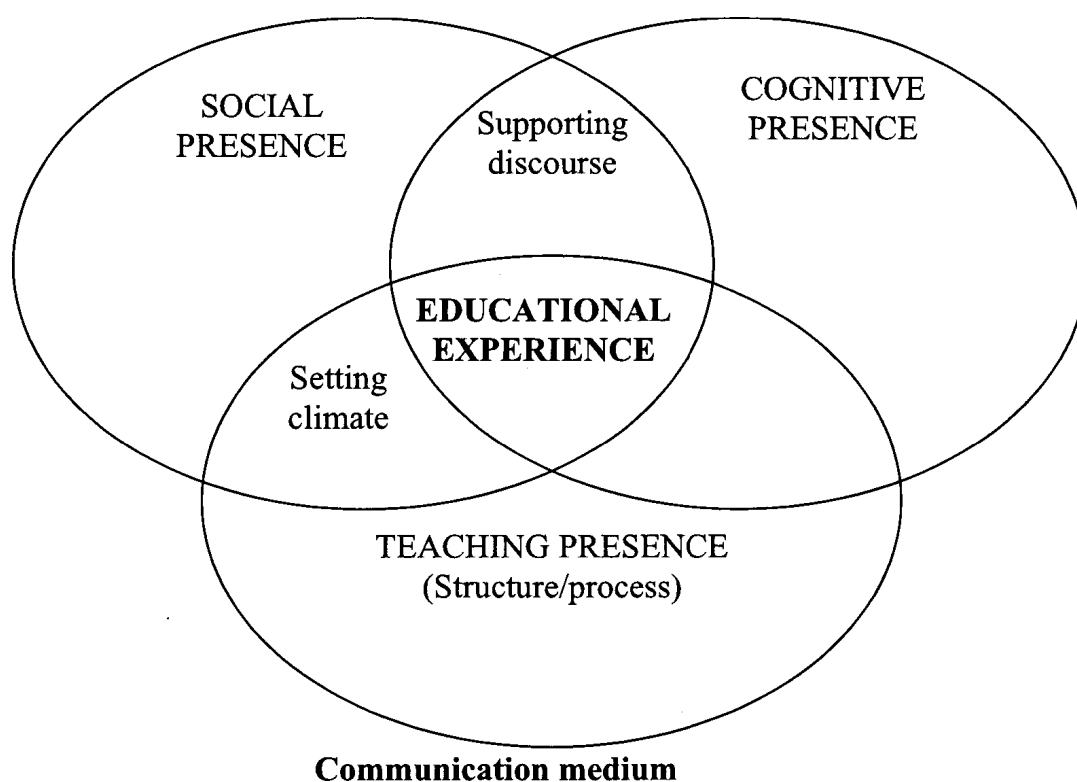 SOCIAL
PRESENCE
Supporting
discourse
COGNITIVE
PRESENCE
EDUCATIONAL
EXPERIENCE
Setting
climate
TEACHING PRESENCE
(Structure/process)
Communication medium